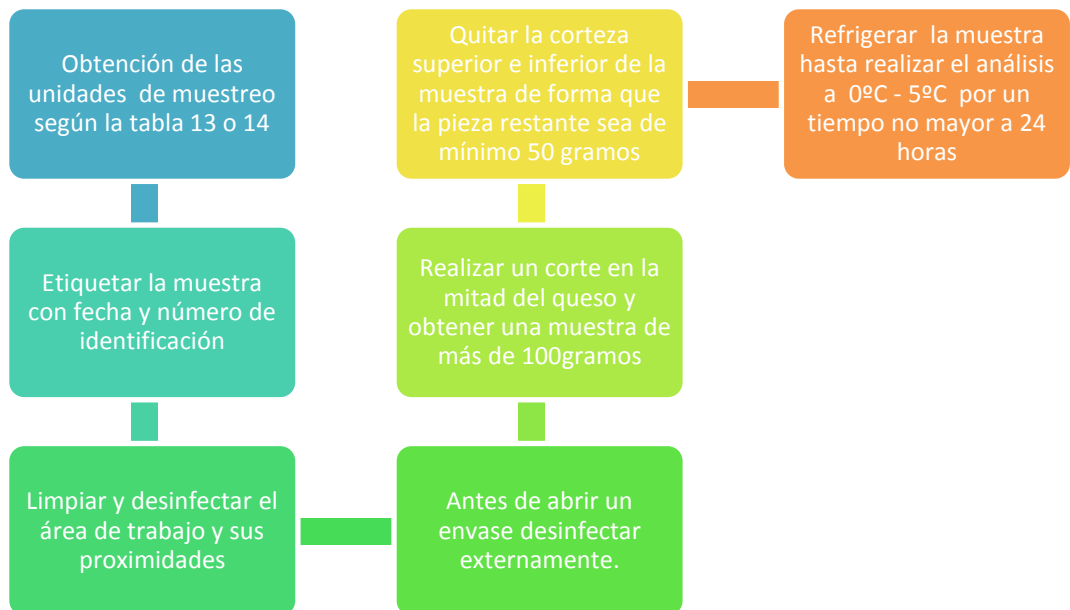 Obtención de las
unidades de muestreo
según la tabla 13 o 14
Etiquetar la muestra
con fecha y número de
identificación
Limpiar y desinfectar el
área de trabajo y sus
proximidades
Antes de abrir un
envase desinfectar
externamente.
Realizar un corte en la
mitad del queso y
obtener una muestra de
más de 100gramos
Quitar la corteza
superior e inferior de la
muestra de forma que
la pieza restante sea de
mínimo 50 gramos
Refrigerar la muestra
hasta realizar el análisis
a 0ºC - 5ºC por un
tiempo no mayor a 24
horas